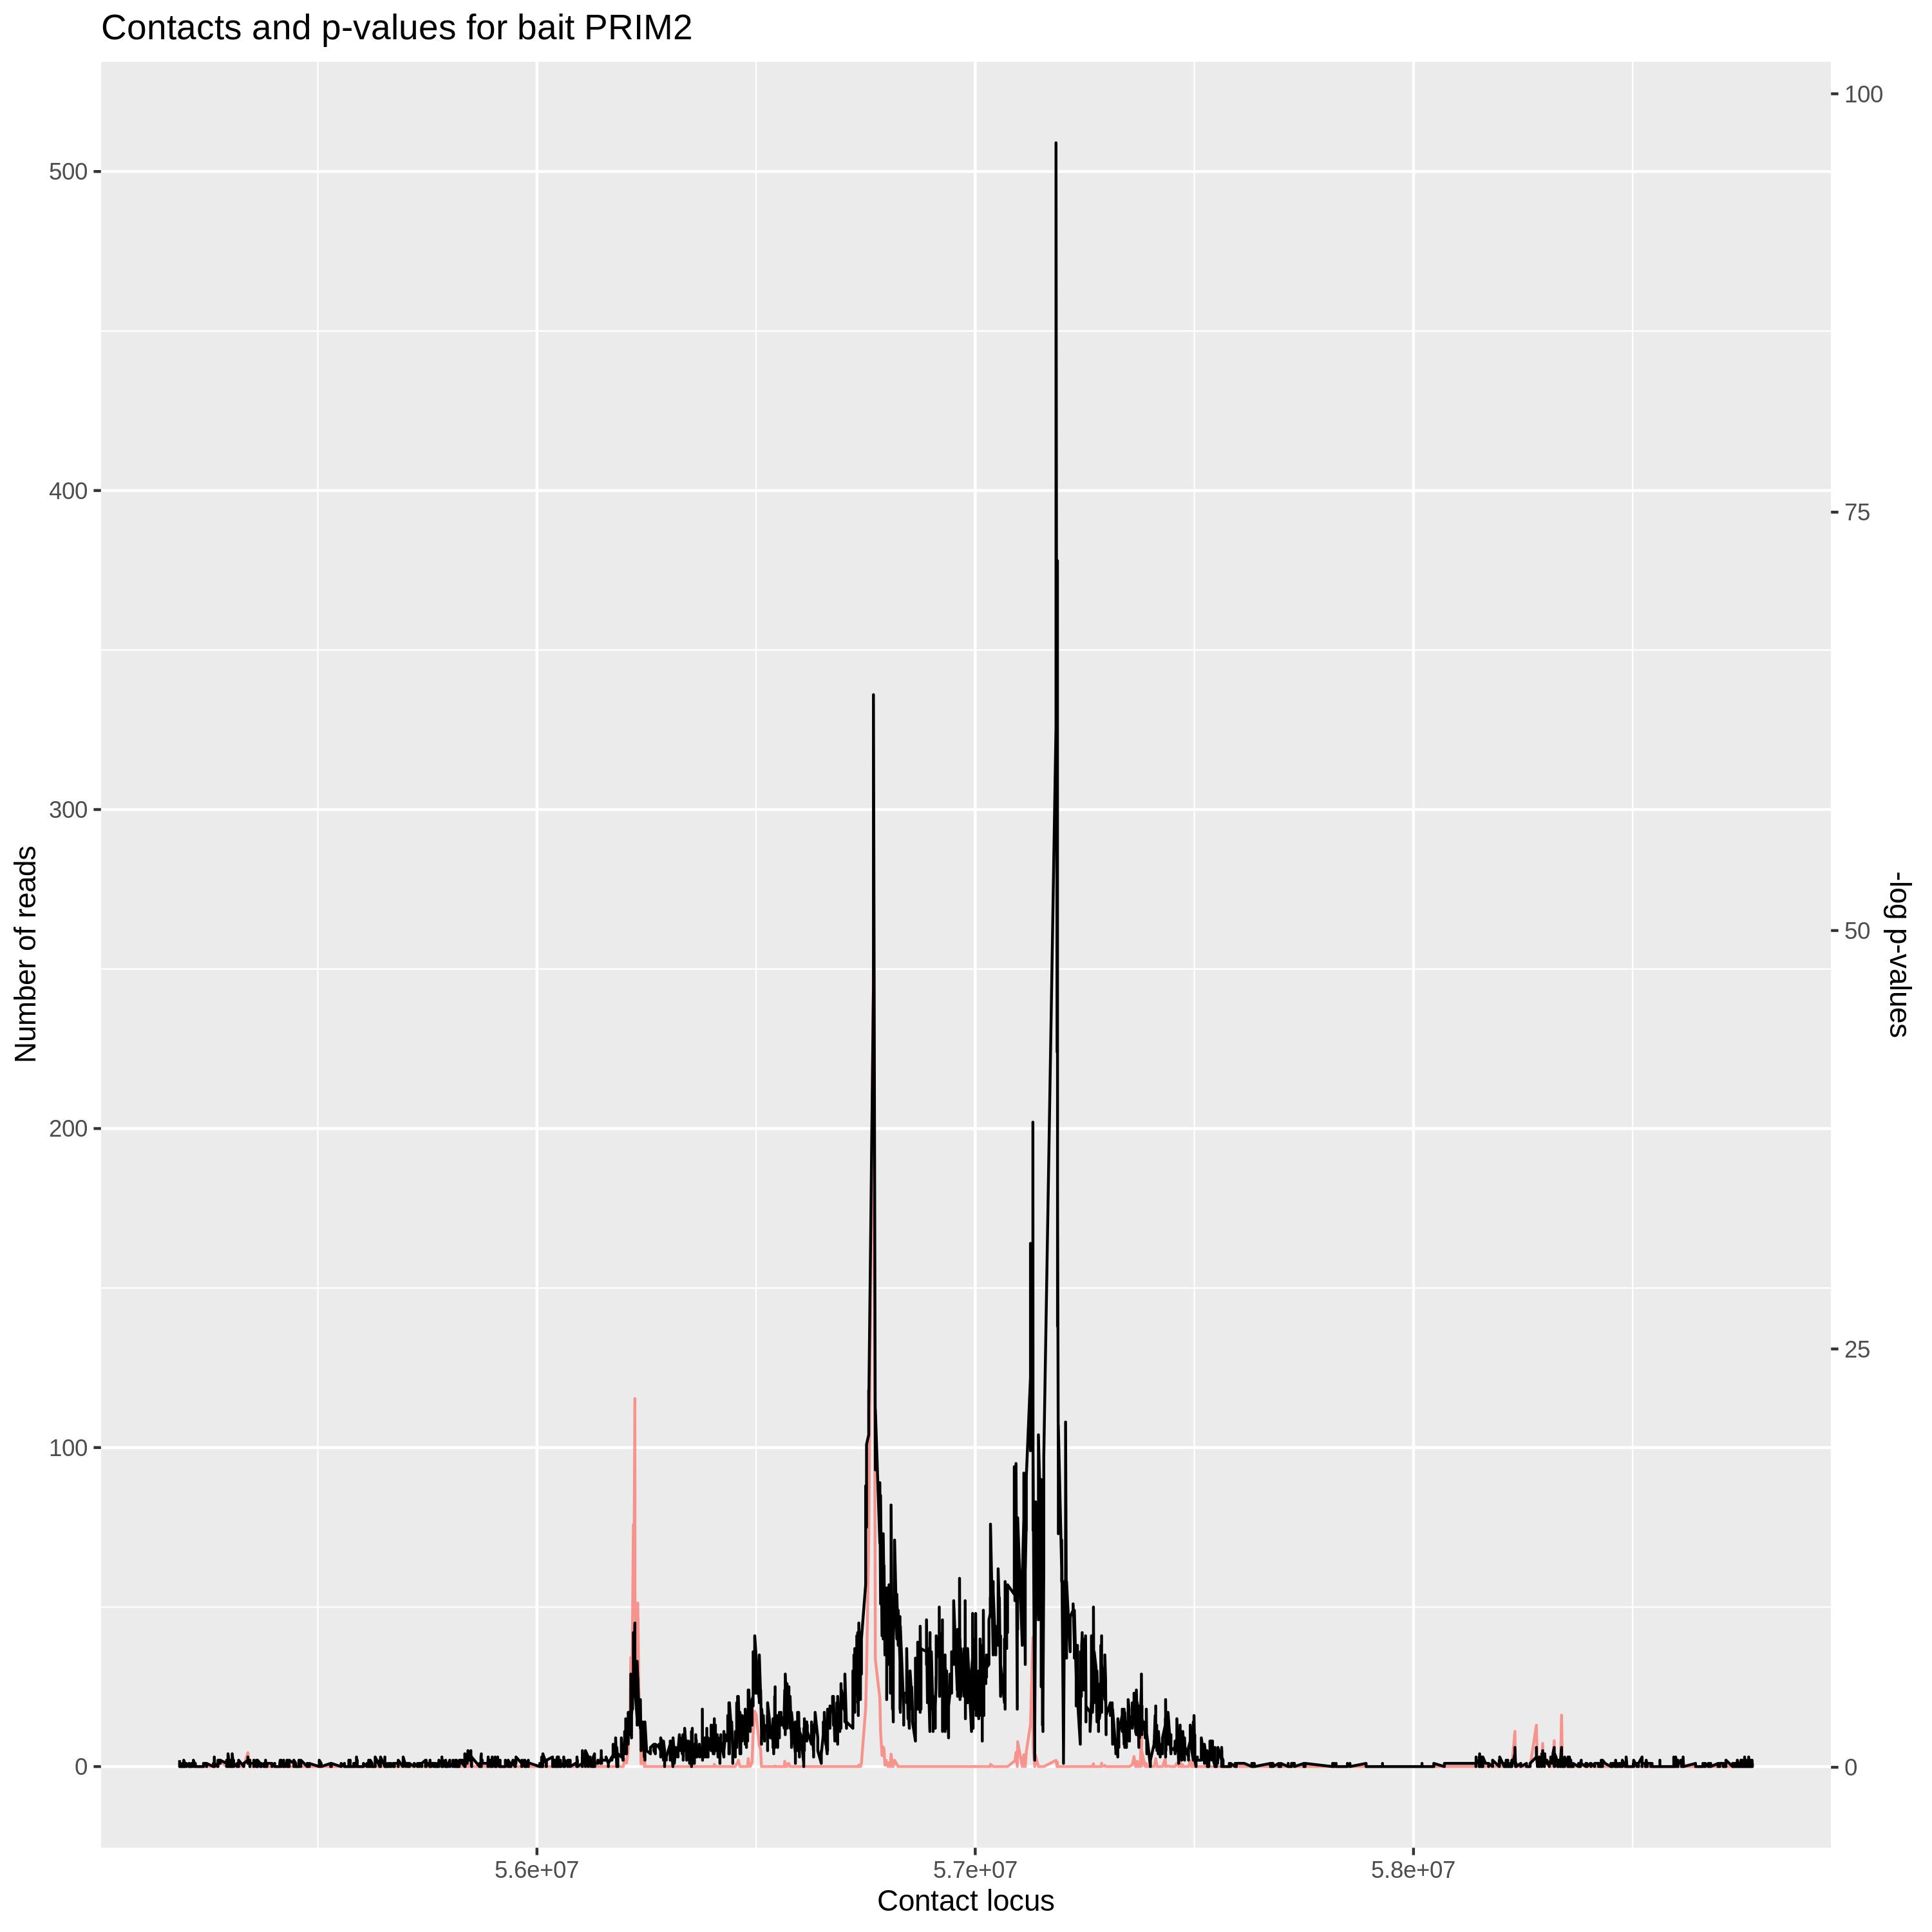 Contacts and p-values for bait PRIM2
Number of reads
500
400
300
200
100
0
100
75
50
25
0
-log p-values
5.6e+07
5.7e+07
5.8e+07
Contact locus